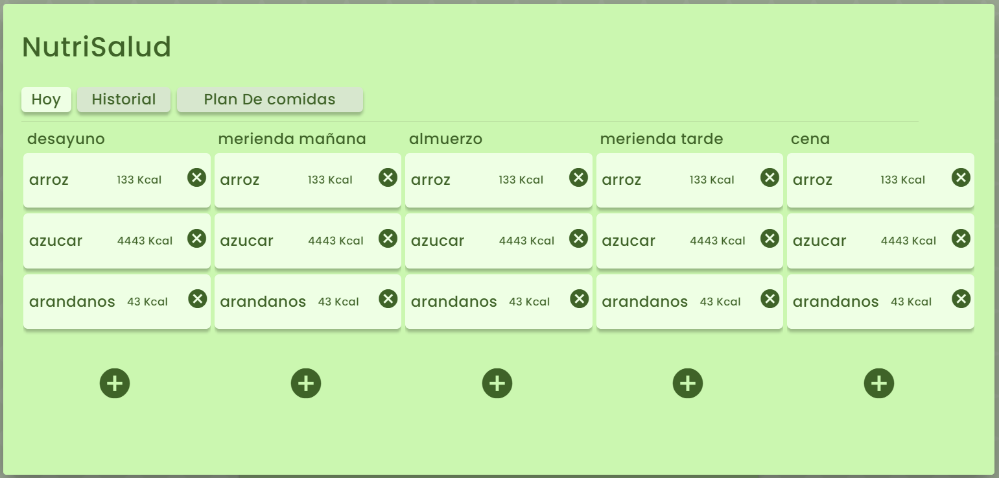 NutriSalud
Hoy Historial Plan De comidas
desayuno merienda mañana almuerzo merienda tarde cena
arroz 133 Kcal arroz 133 Kcal arroz 133 Kcal arroz 133 Kcal arroz 133 Kcal
azucar 4443 Kcal azucar 4443 Kcal azucar 4443 Kcal azucar 4443 Kcal azucar 4443 Kcal
arandanos 43 Kcal arandanos 43 Kcal arandanos 43 Kcal arandanos 43 Kcal arandanos 43 Kcal